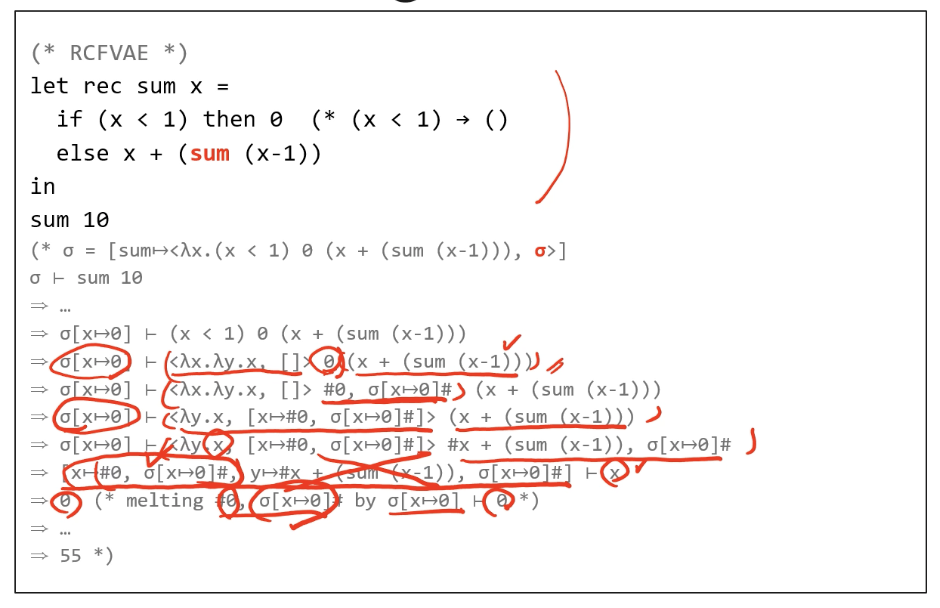 (* RCFVAE *)
let rec sum x =
if (x < 1) then 0 (* (x < 1) → ()
else x + (sum (x-1))
in
sum 10
(* σ = [sum↦<λx.(x < 1) 0 (x + (sum (x-1))), σ>]
σ ⊢ sum 10
⇒ …
⇒ σ[x↦0] ⊢ (x < 1) 0 (x + (sum (x-1)))
⇒ σ[x↦0] ⊢ (<λx.λy.x, []> 0) (x + (sum (x-1)))
⇒ σ[x↦0] ⊢ (<λx.λy.x, []> #0, σ[x↦0]#) (x + (sum (x-1)))
⇒ σ[x↦0] ⊢ <λy.x, [x↦#0, σ[x↦0]#]> (x + (sum (x-1)))
⇒ σ[x↦0] ⊢ <λy.x, [x↦#0, σ[x↦0]#]> #x + (sum (x-1)), σ[x↦0]#
⇒ [x↦#0, σ[x↦0]#, y↦#x + (sum (x-1)), σ[x↦0]#] ⊢ x
⇒ 0 (* melting #0, σ[x↦0]# by σ[x↦0] ⊢ 0 *)
⇒ …
⇒ 55 *)